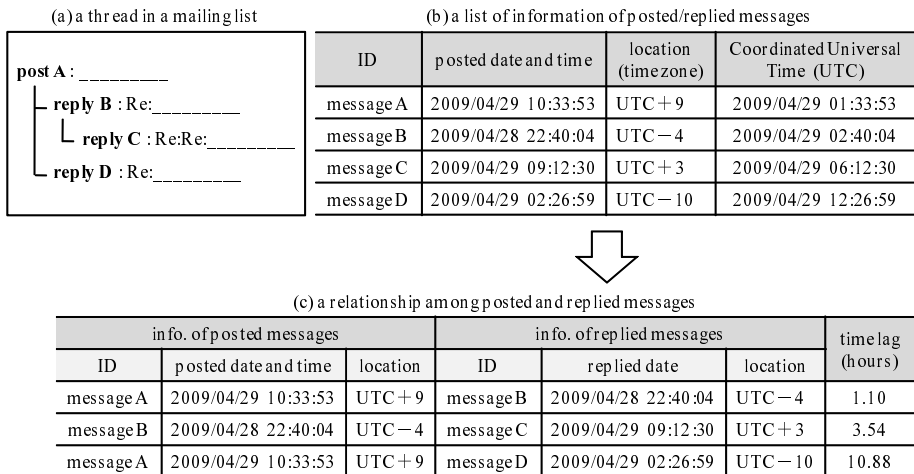 (a) a thread in a mailing list
post A : _________
reply B : Re:_________
reply C : Re:Re:_________
reply D : Re:_________
(b) a list of information of posted/replied messages
ID posted date and time location (timezone) Coordinated Universal Time (UTC)
message A 2009/04/29 10:33:53 UTC+9 2009/04/29 01:33:53
message B 2009/04/28 22:40:04 UTC−4 2009/04/29 02:40:04
message C 2009/04/29 09:12:30 UTC+3 2009/04/29 06:12:30
message D 2009/04/29 02:26:59 UTC−10 2009/04/29 12:26:59
(c) a relationship among posted and replied messages
info. of posted messages info. of replied messages time lag (hours)
ID posted date and time location ID replied date location
message A 2009/04/29 10:33:53 UTC+9 message B 2009/04/28 22:40:04 UTC−4 1.10
message B 2009/04/28 22:40:04 UTC−4 message C 2009/04/29 09:12:30 UTC+3 3.54
message A 2009/04/29 10:33:53 UTC+9 message D 2009/04/29 02:26:59 UTC−10 10.88